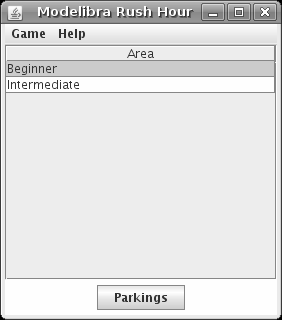 Modelibra Rush Hour
Game Help
Area
Beginner
Intermediate
Parkings